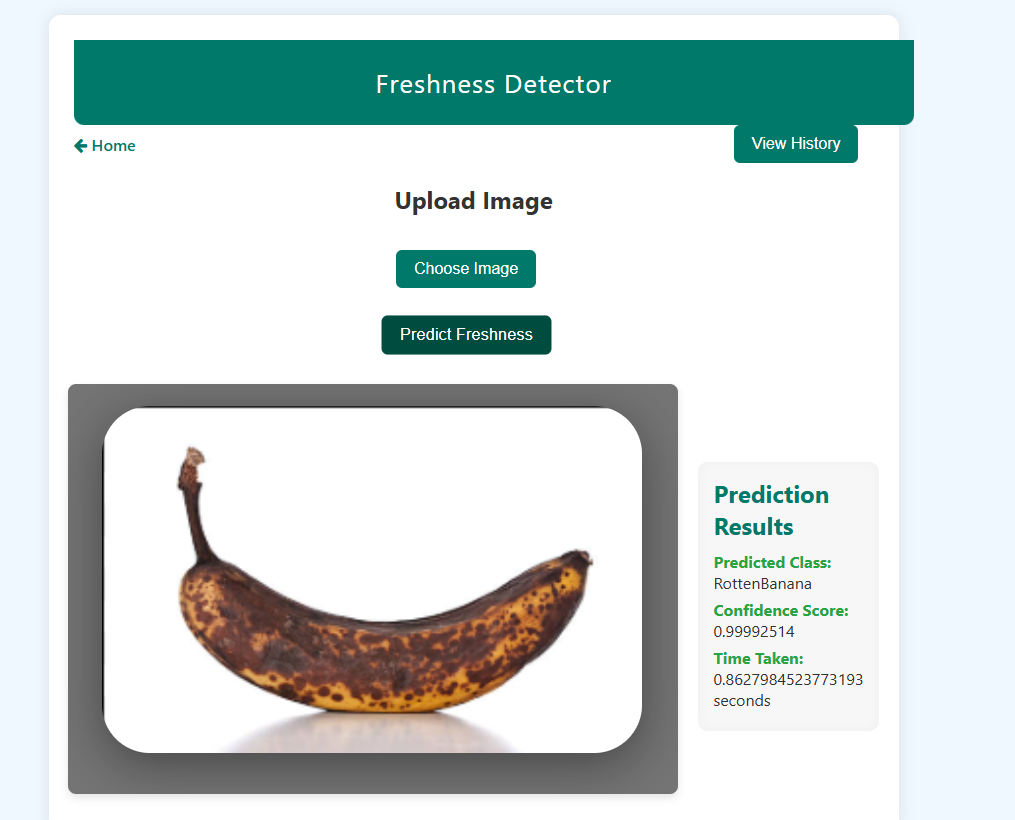 Freshness Detector
Home
View History
Upload Image
Choose Image
Predict Freshness
Prediction
Results
Predicted Class:
RottenBanana
Confidence Score:
0.99992514
Time Taken:
0.8627984523773193
seconds